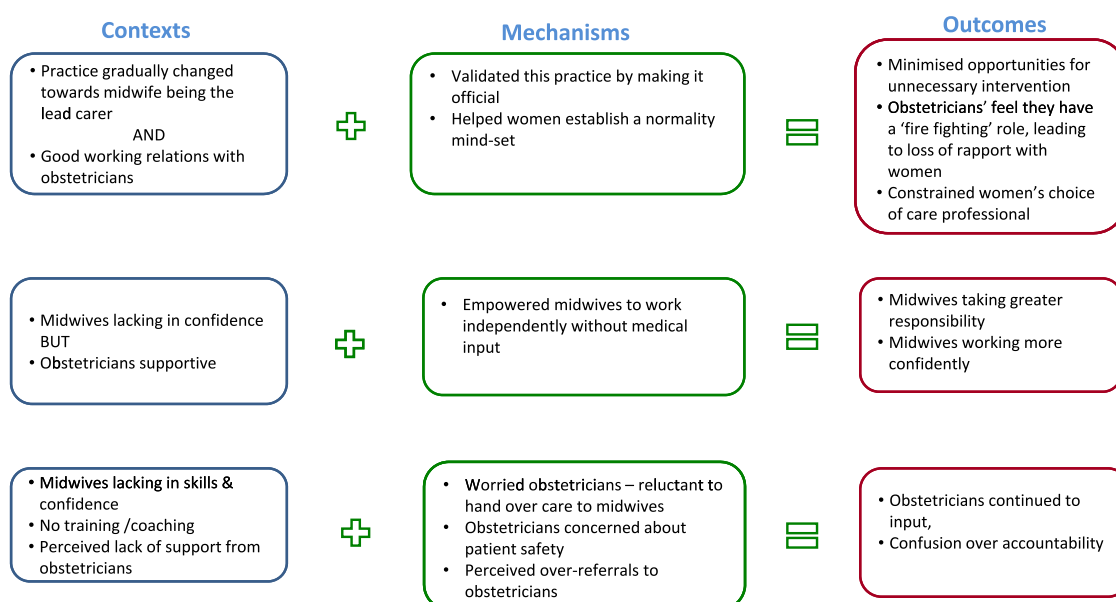 Contexts
Mechanisms
Outcomes
• Practice gradually changed
towards midwife being the
lead carer
AND
• Good working relations with
obstetricians
• Validated this practice by making it
official
• Helped women establish a normality
mind-set
• Minimised opportunities for
unnecessary intervention
• Obstetricians’ feel they have
a ‘fire fighting’ role, leading
to loss of rapport with
women
• Constrained women’s choice
of care professional
• Midwives lacking in confidence
BUT
• Obstetricians supportive
• Empowered midwives to work
independently without medical
input
• Midwives taking greater
responsibility
• Midwives working more
confidently
• Midwives lacking in skills &
confidence
• No training /coaching
• Perceived lack of support from
obstetricians
• Worried obstetricians – reluctant to
hand over care to midwives
• Obstetricians concerned about
patient safety
• Perceived over-referrals to
obstetricians
• Obstetricians continued to
input,
• Confusion over accountability